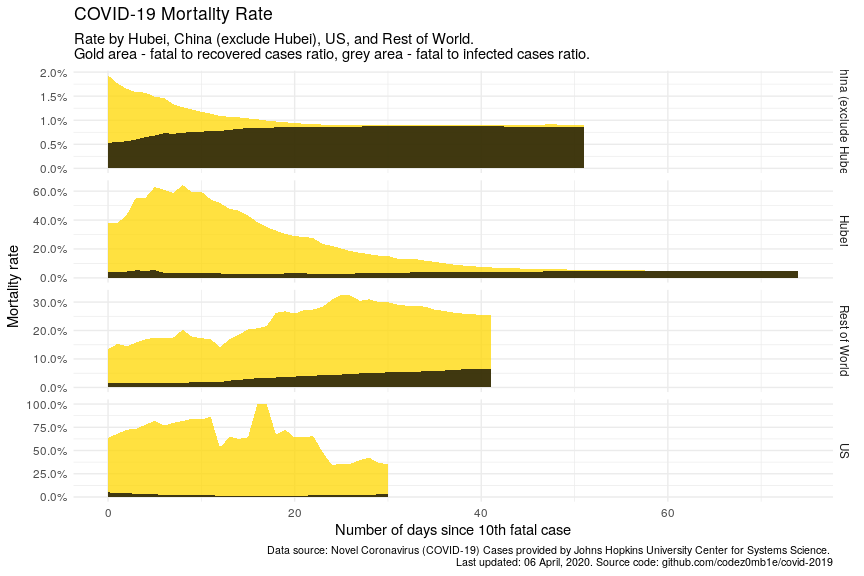 COVID-19 Mortality Rate
Rate by Hubei, China (exclude Hubei), US, and Rest of World.
Gold area - fatal to recovered cases ratio, grey area - fatal to infected cases ratio.
Mortality rate
2.0%
1.5%
1.0%
0.5%
0.0%
hina (exclude Hube
60.0%
40.0%
20.0%
0.0%
Hubei
30.0%
20.0%
10.0%
0.0%
Rest of World
100.0%
75.0%
50.0%
25.0%
0.0%
US
0 20 40 60
Number of days since 10th fatal case
Data source: Novel Coronavirus (COVID-19) Cases provided by Johns Hopkins University Center for Systems Science.
Last updated: 06 April, 2020. Source code: github.com/codez0mb1e/covid-2019